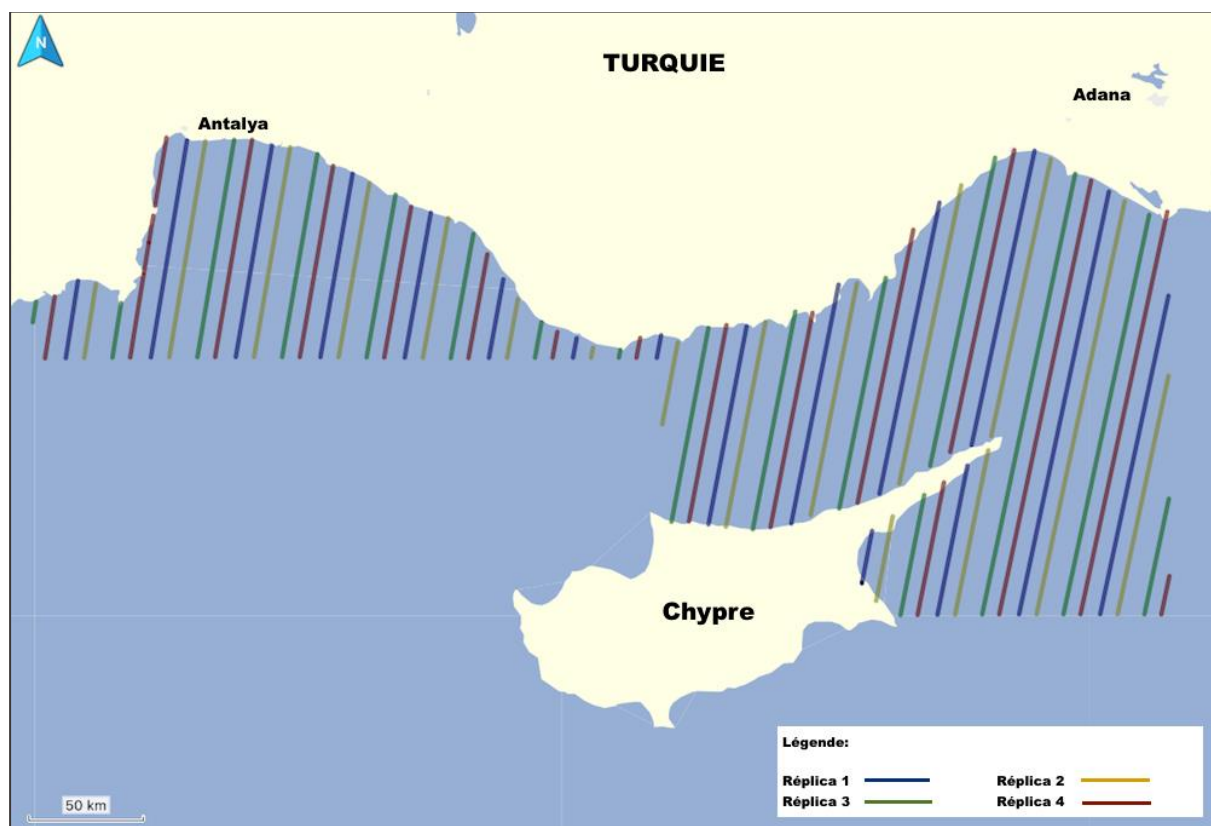 N
TURQUIE
Adana
Antalya
Chypre
Légende:
Réplica 1 Réplica 2
Réplica 3 Réplica 4
50 km